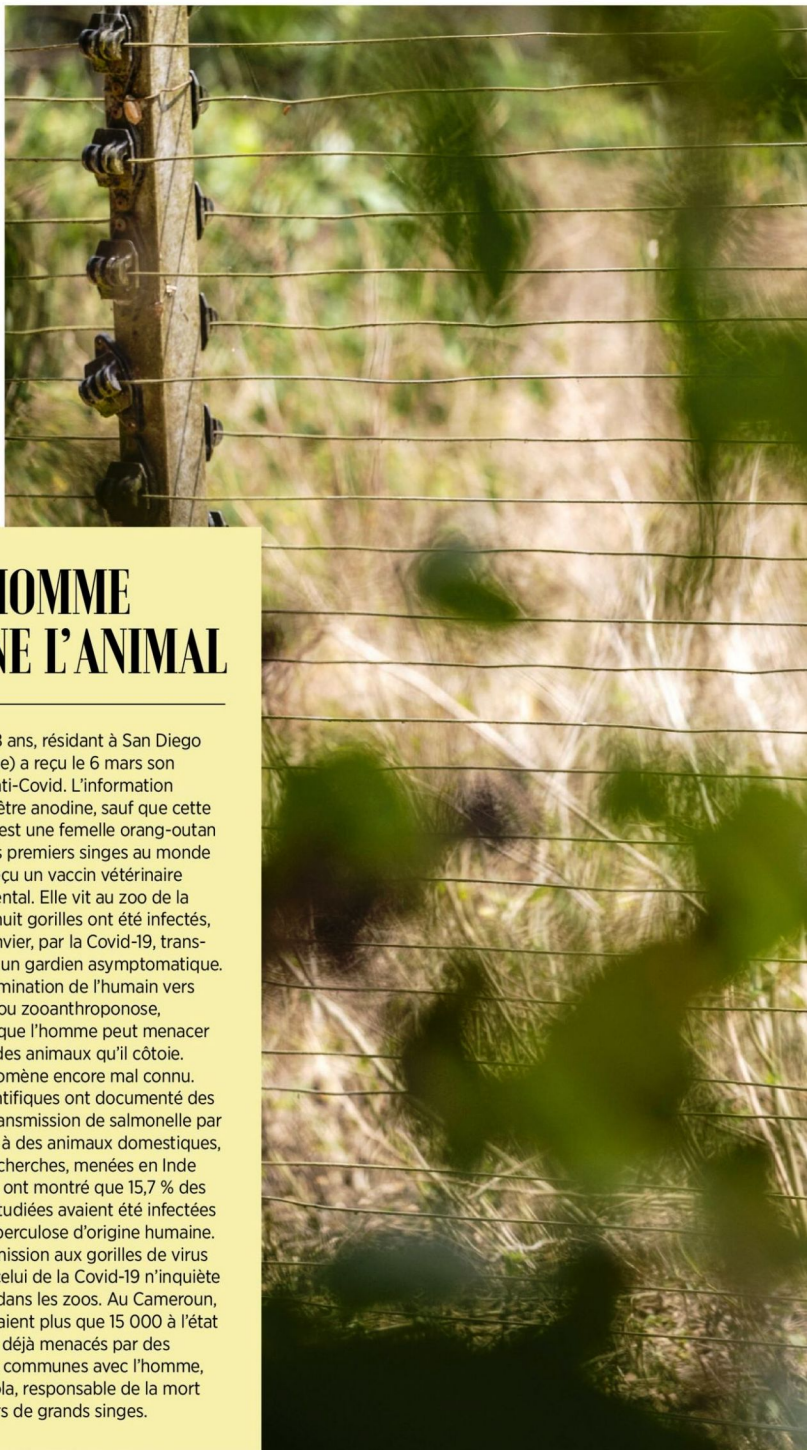 HOMME
NE L'ANIMAL
3 ans, résidant à San Diego
e) a reçu le 6 mars son
nti-Covid. L'information
être anodine, sauf que cette
est une femelle orang-outan
s premiers singes au monde
çu un vaccin vétérinaire
ental. Elle vit au zoo de la
huit gorilles ont été infectés,
nvier, par la Covid-19, trans-
un gardien asymptomatique.
mination de l'humain vers
ou zooanthroponose,
que l'homme peut menacer
des animaux qu'il côtoie.
omène encore mal connu.
ntifiques ont documenté des
ansmission de salmonelle par
à des animaux domestiques,
cherches, menées en Inde
ont montré que 15,7 % des
tudiées avaient été infectées
berculose d'origine humaine.
mission aux gorilles de virus
celui de la Covid-19 n'inquiète
dans les zoos. Au Cameroun,
aient plus que 15 000 à l'état
déjà menacés par des
communes avec l'homme,
ola, responsable de la mort
rs de grands singes.